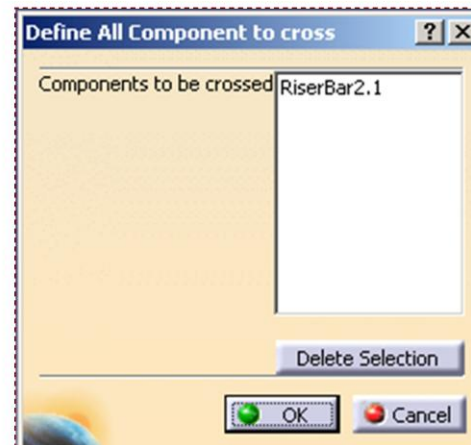 Define All Component to cross ? X
Components to be crossed RiserBar2.1
Delete Selection
OK Cancel